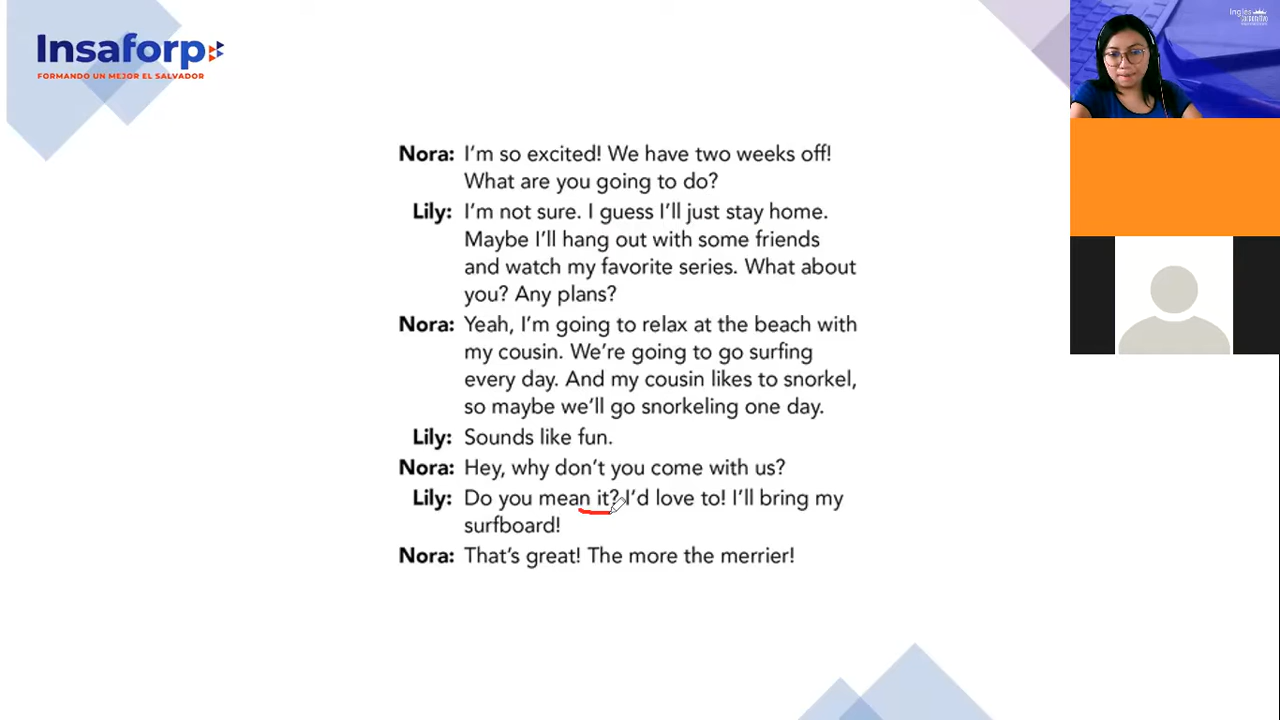 Insaforp
FORMANDO UN MEJOR EL SALVADOR
Inglés
Nora: I'm so excited! We have two weeks off!
What are you going to do?
Lily: I'm not sure. I guess I'll just stay home.
Maybe I'll hang out with some friends
and watch my favorite series. What about
you? Any plans?
Nora: Yeah, I'm going to relax at the beach with
my cousin. We're going to go surfing
every day. And my cousin likes to snorkel,
so maybe we'll go snorkeling one day.
Lily: Sounds like fun.
Nora: Hey, why don't you come with us?
Lily: Do you mean it? I'd love to! I'll bring my
surfboard!
Nora: That's great! The more the merrier!